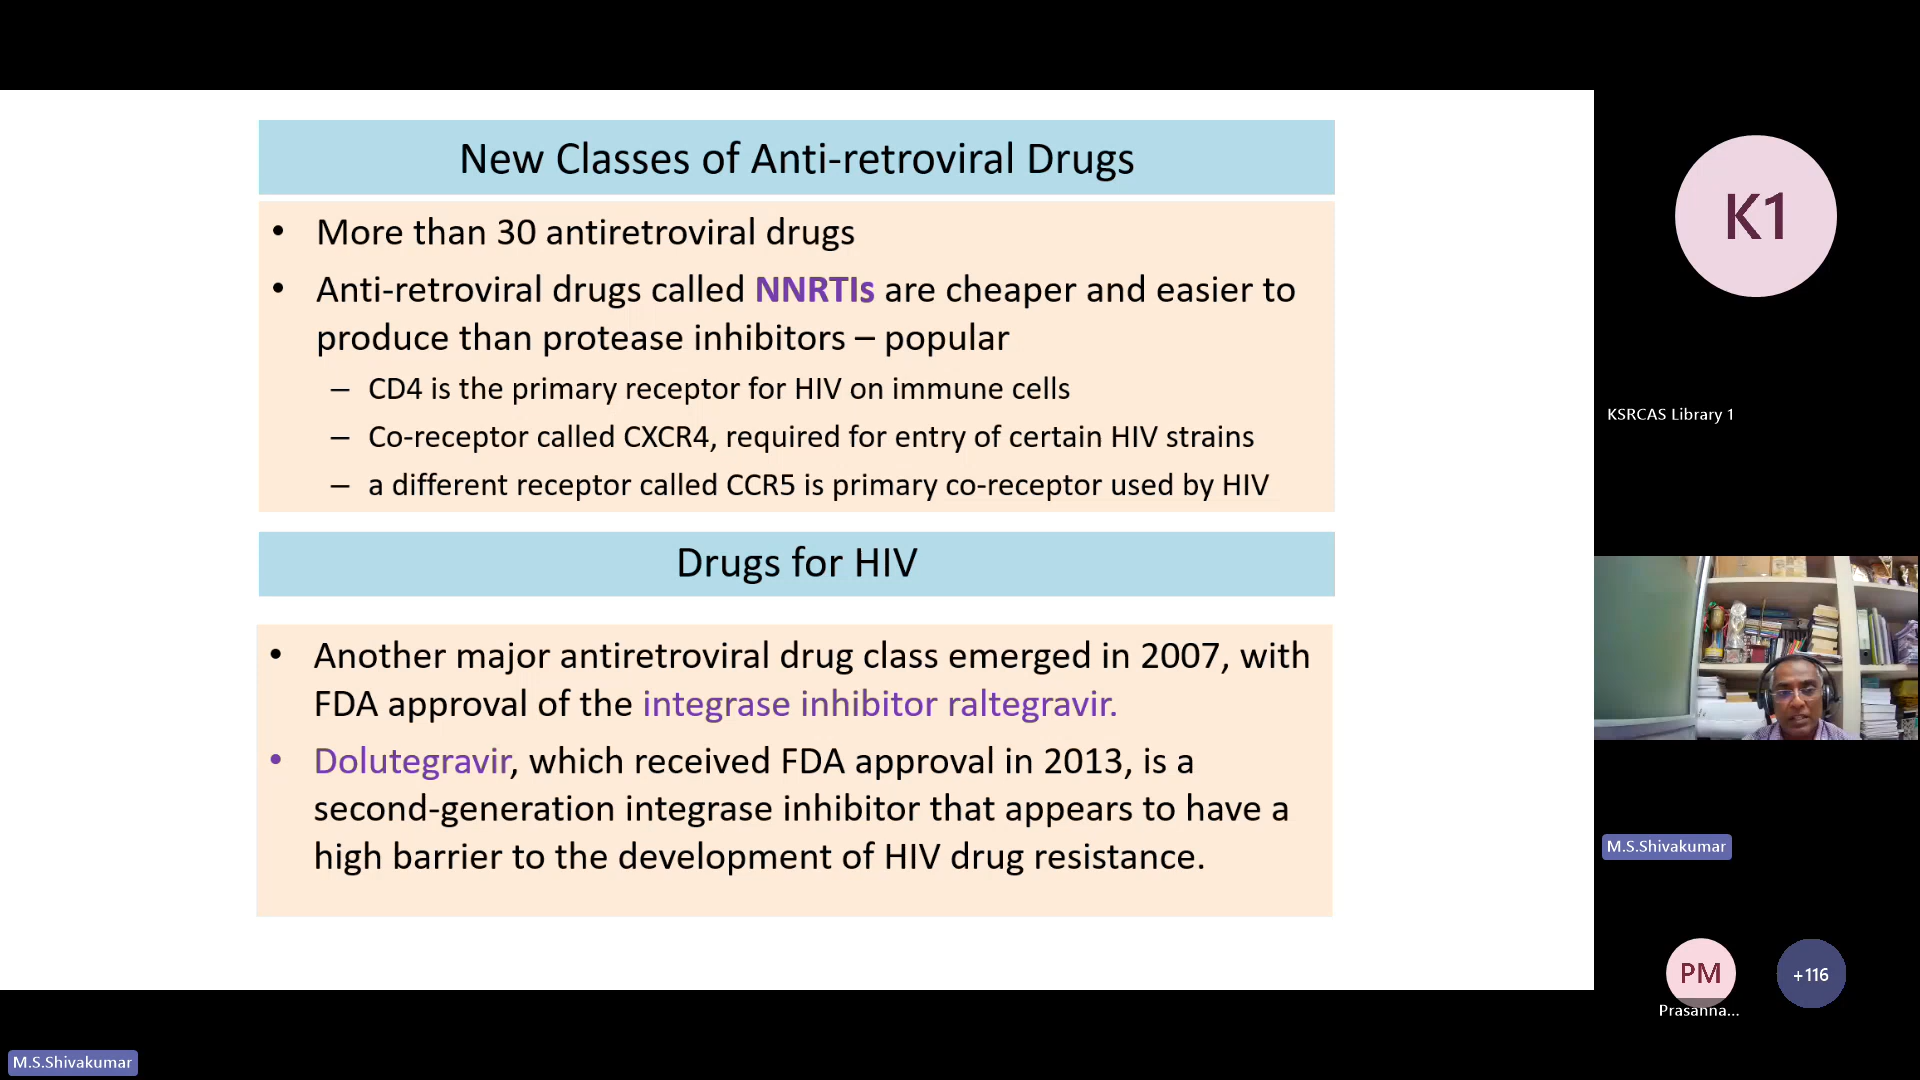 New Classes of Anti-retroviral Drugs
• More than 30 antiretroviral drugs
• Anti-retroviral drugs called NNRTIs are cheaper and easier to
produce than protease inhibitors – popular
– CD4 is the primary receptor for HIV on immune cells
– Co-receptor called CXCR4, required for entry of certain HIV strains
– a different receptor called CCR5 is primary co-receptor used by HIV
Drugs for HIV
• Another major antiretroviral drug class emerged in 2007, with
FDA approval of the integrase inhibitor raltegravir.
• Dolutegravir, which received FDA approval in 2013, is a
second-generation integrase inhibitor that appears to have a
high barrier to the development of HIV drug resistance.
K1
KSRCAS Library 1
M.S.Shivakumar
PM
+116
Prasanna...
M.S.Shivakumar